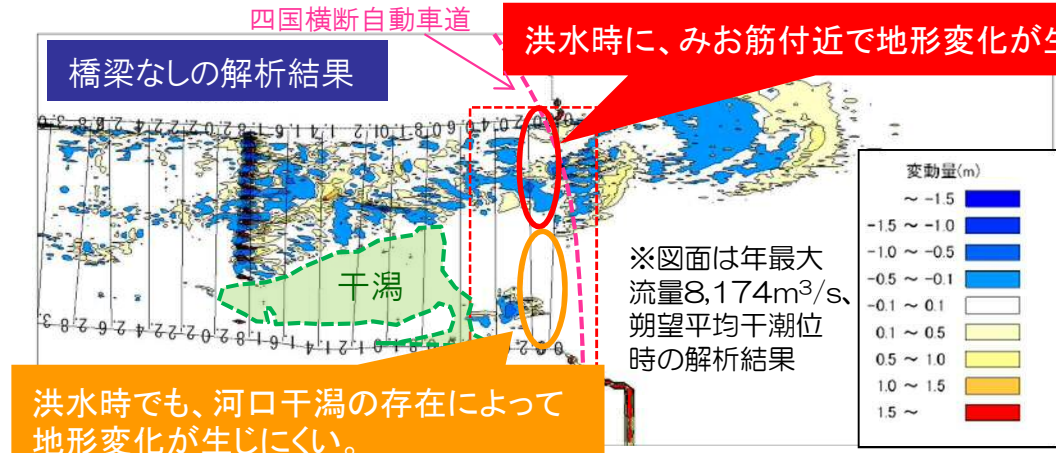 四国横断自動車道
橋梁なしの解析結果
洪水時に、みお筋付近で地形変化が
干潟
※図面は年最大
流量8,174m³/s、
朔望平均干潮位
時の解析結果
変動量(m)
～ -1.5
-1.5 ～ -1.0
-1.0 ～ -0.5
-0.5 ～ -0.1
-0.1 ～ 0.1
0.1 ～ 0.5
0.5 ～ 1.0
1.0 ～ 1.5
1.5 ～
洪水時でも、河口干潟の存在によって
地形変化が生じにくい。